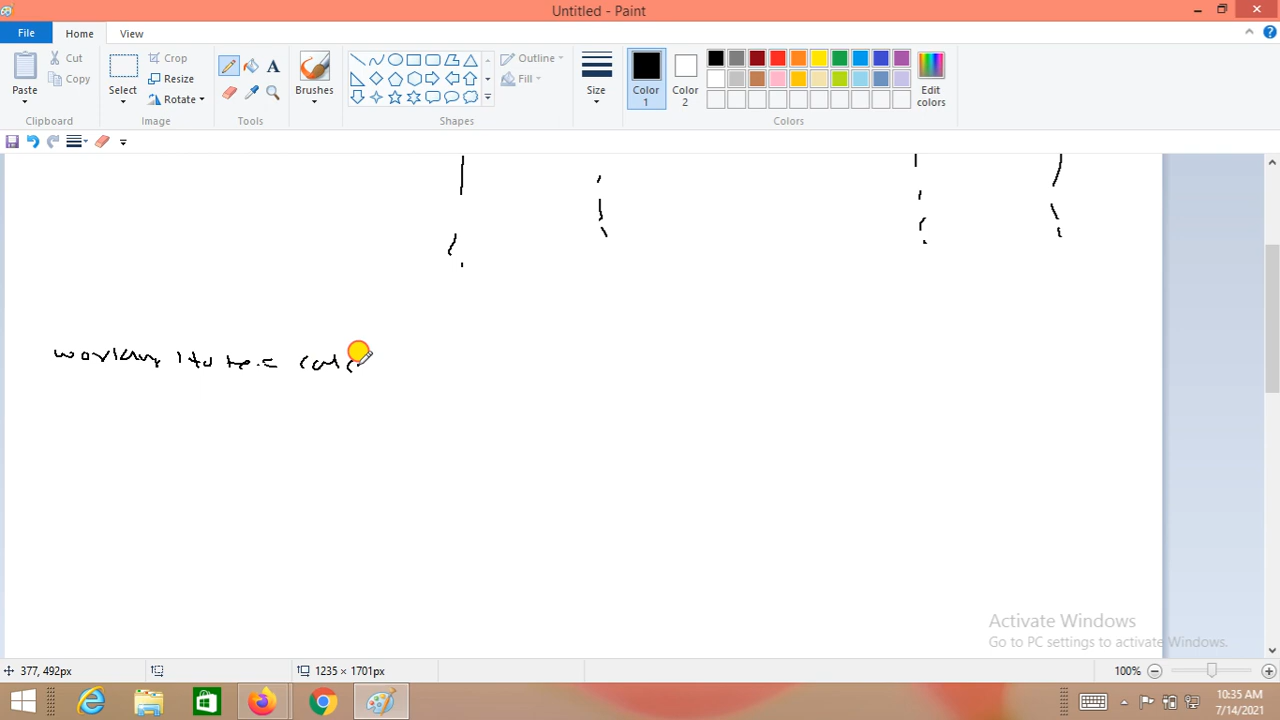 Untitled - Paint
File
Home
View
Paste
Cut
Copy
Clipboard
Select
Crop
Resize
Rotate
Image
Tools
Brushes
Shapes
Outline
Fill
Size
Color 1
Color 2
Colors
Edit colors
Activate Windows
Go to PC settings to activate Windows.
377, 492px
1235 × 1701px
100%
10:35 AM
7/14/2021